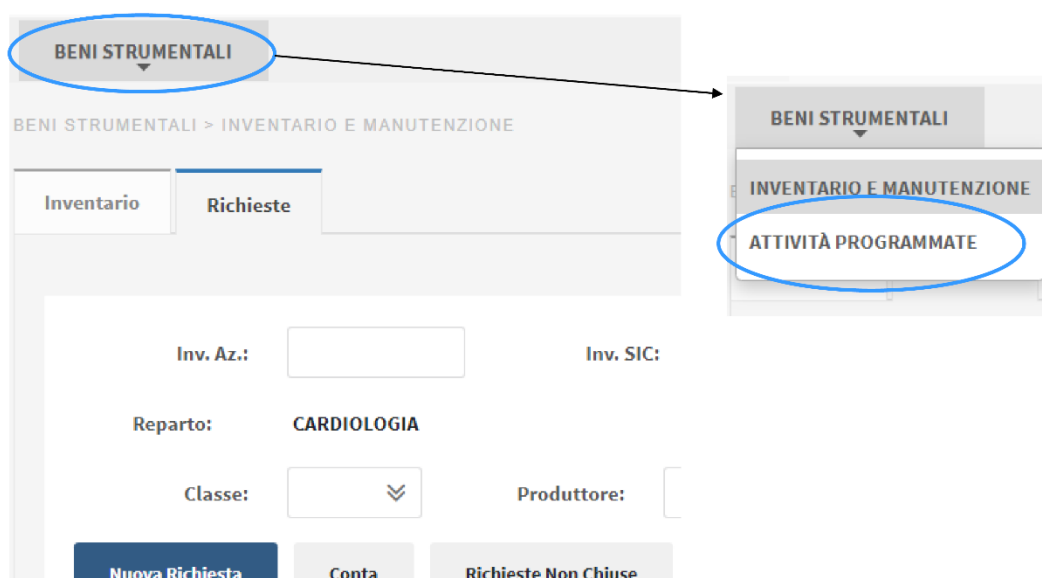 BENI STRUMENTALI
BENI STRUMENTALI > INVENTARIO E MANUTENZIONE
Inventario Richieste
Inv. Az.: Inv. SIC:
Reparto: CARDIOLOGIA
Classe: Produttore:
Nuova Richiesta Conta Richieste Non Chiuse
BENI STRUMENTALI
INVENTARIO E MANUTENZIONE
ATTIVITÀ PROGRAMMATE